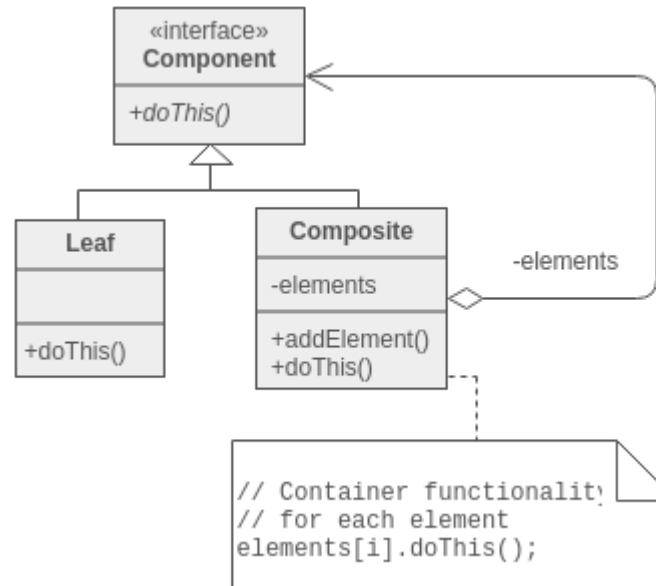 «interface»
Component
+doThis()
Leaf
+doThis()
Composite
-elements
+addElement()
+doThis()
-elements
// Container functionality
// for each element
elements[i].doThis();